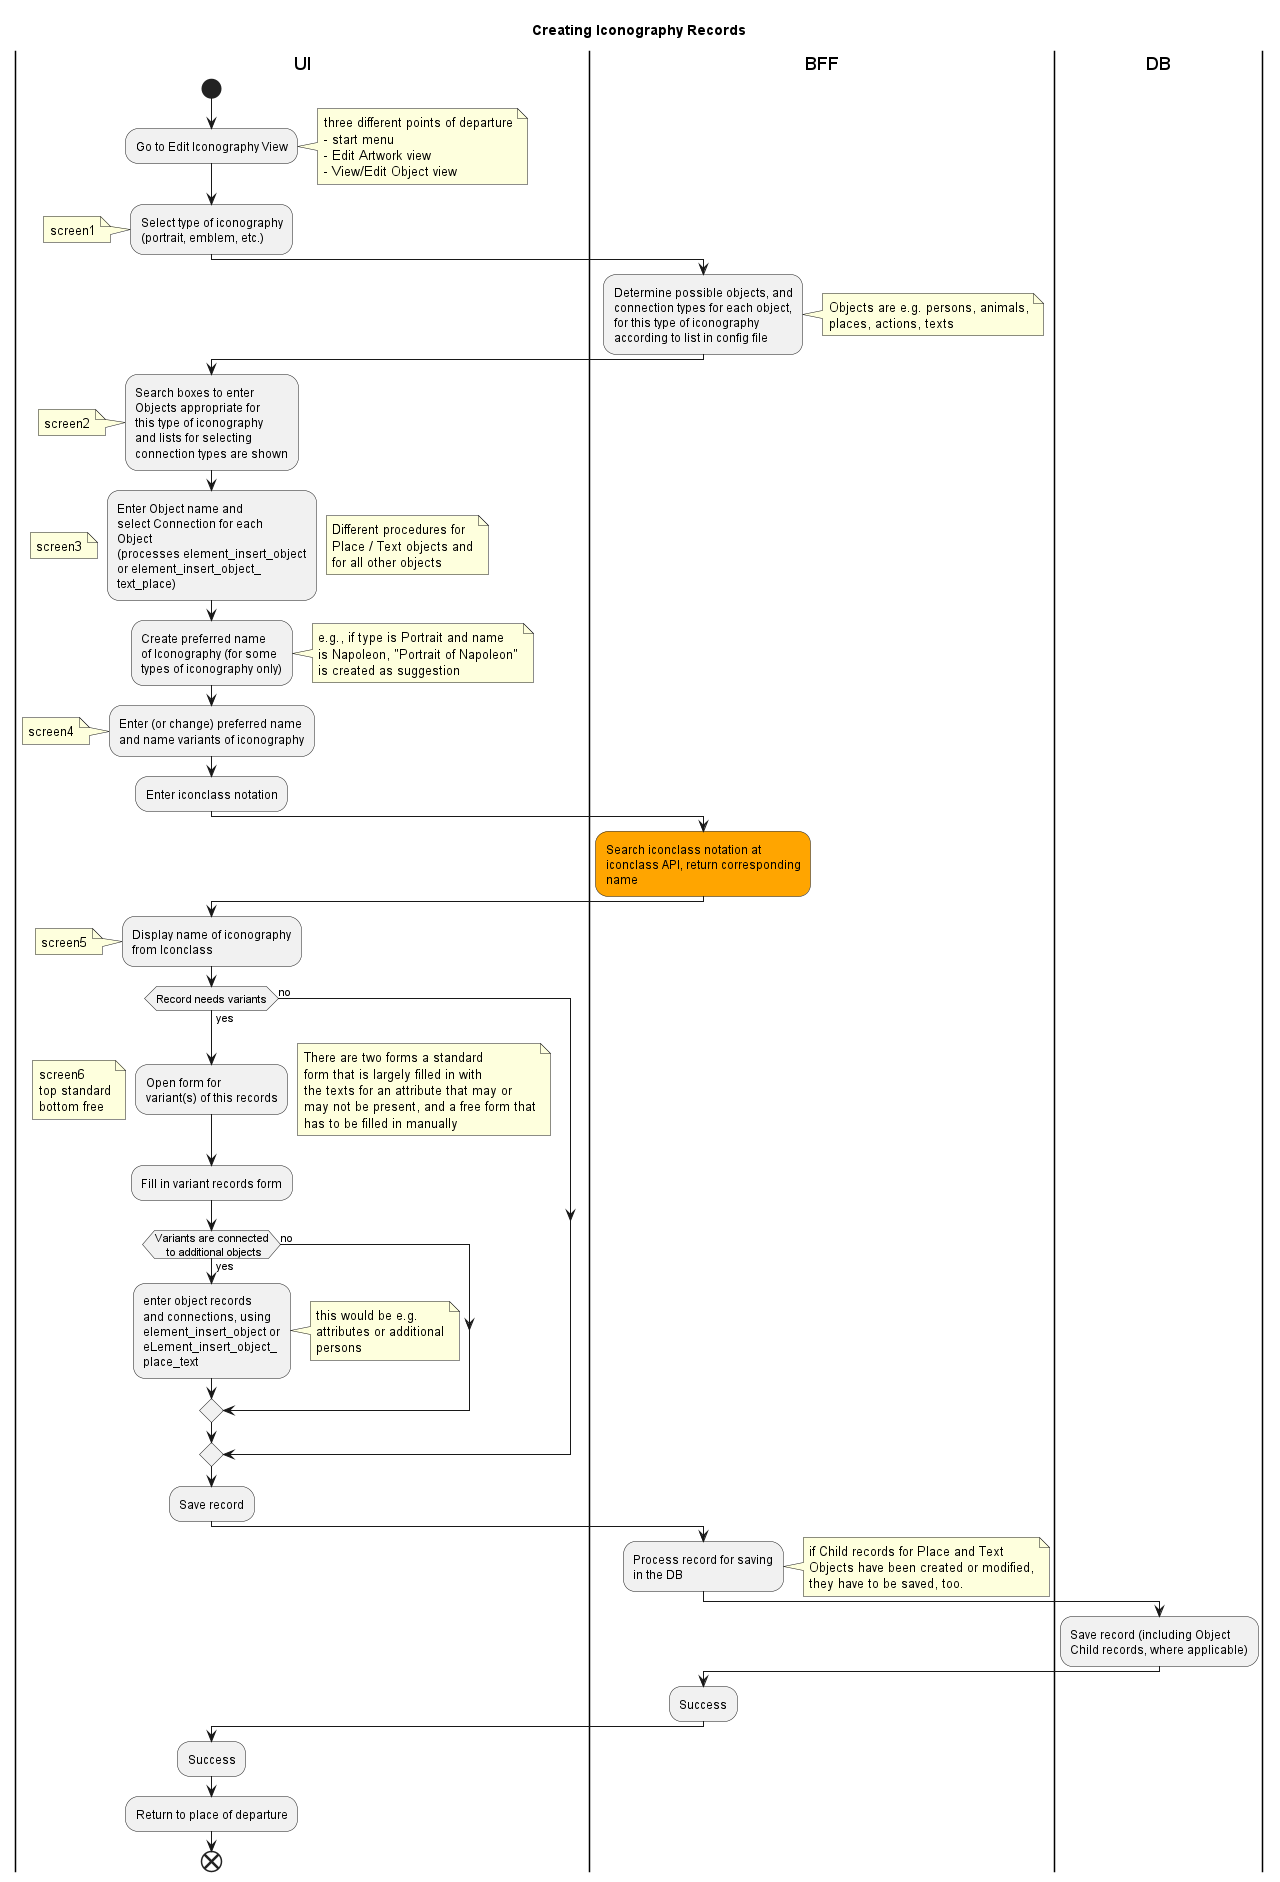 Creating Iconography Records
UI
BFF
DB
Go to Edit Iconography View
three different points of departure
- start menu
- Edit Artwork view
- View/Edit Object view
screen1
Select type of iconography
(portrait, emblem, etc.)
Determine possible objects, and
connection types for each object,
for this type of iconography
according to list in config file
Objects are e.g. persons, animals,
places, actions, texts
screen2
Search boxes to enter
Objects appropriate for
this type of iconography
and lists for selecting
connection types are shown
screen3
Enter Object name and
select Connection for each
Object
(processes element_insert_object
or element_insert_object_
text_place)
Different procedures for
Place / Text objects and
for all other objects
Create preferred name
of Iconography (for some
types of iconography only)
e.g., if type is Portrait and name
is Napoleon, "Portrait of Napoleon"
is created as suggestion
screen4
Enter (or change) preferred name
and name variants of iconography
Enter iconclass notation
Search iconclass notation at
iconclass API, return corresponding
name
screen5
Display name of iconography
from Iconclass
Record needs variants
no
yes
screen6
top standard
bottom free
Open form for
variant(s) of this records
There are two forms a standard
form that is largely filled in with
the texts for an attribute that may or
may not be present, and a free form that
has to be filled in manually
Fill in variant records form
Variants are connected
to additional objects
no
yes
enter object records
and connections, using
element_insert_object or
eLement_insert_object_
place_text
this would be e.g.
attributes or additional
persons
Save record
Process record for saving
in the DB
if Child records for Place and Text
Objects have been created or modified,
they have to be saved, too.
Save record (including Object
Child records, where applicable)
Success
Success
Return to place of departure